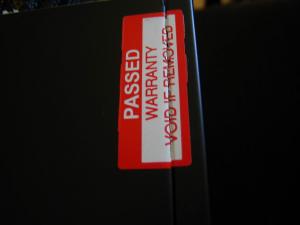 PASSED
WARRANTY
VOID IF REMOVED